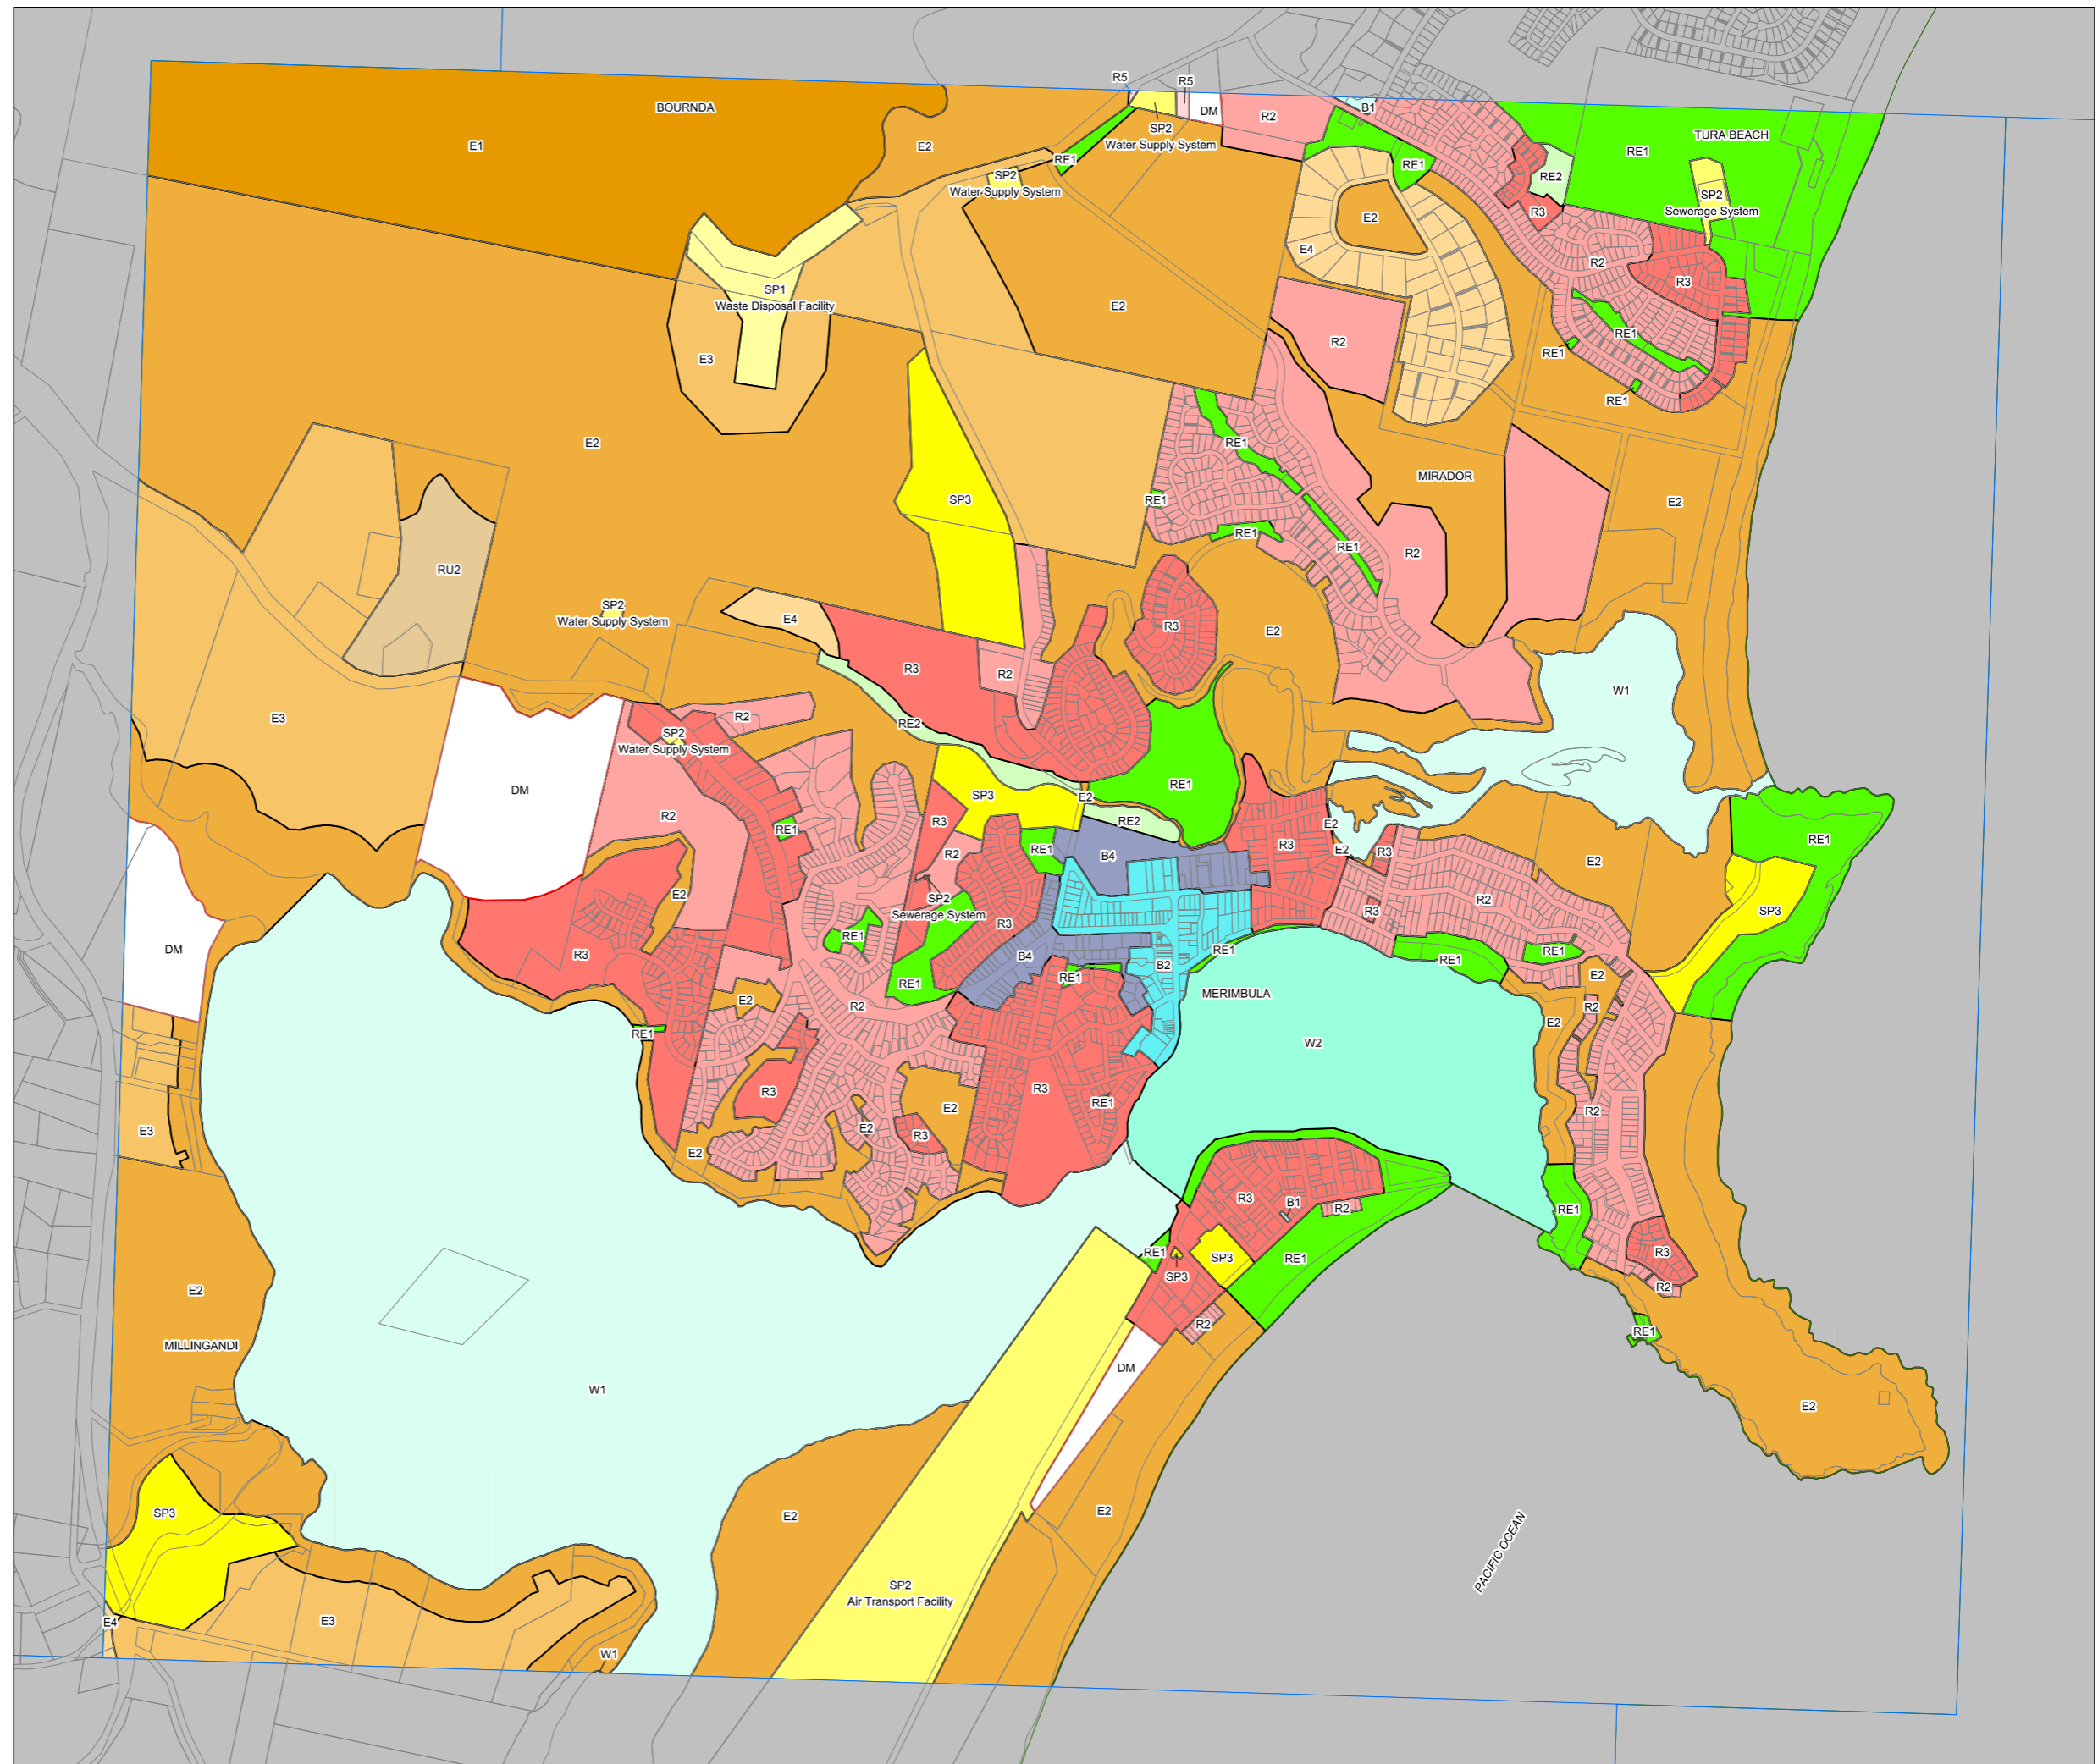 R5
R5
BOURNDA
B1
DM
R2
SP2
Water Supply System
TURA BEACH
E1
E2
RE1
RE1
RE1
SP2
Water Supply System
RE2
SP2
Sewerage System
R3
E2
E4
R2
R3
SP1
Waste Disposal Facility
E2
RE1
R2
RE1
E3
RE1
E2
RE1
MIRADOR
SP3
RE1
E2
RE1
RE1
R2
RU2
SP2
Water Supply System
E4
R3
E2
R3
R2
W1
E3
RE2
R2
SP2
Water Supply System
RE1
DM
SP3
E2
R2
R3
RE2
E2
RE1
RE1
RE1
B4
R3
E2
R3
R2
E2
E2
SP2
Sewerage System
R3
R3
R2
SP3
RE1
DM
R3
B4
B2
RE1
RE1
RE1
RE1
RE1
E2
MERIMBULA
E2
R2
R2
E2
RE1
W2
R3
R3
RE1
E2
R2
E3
E2
R3
E2
R3
B1
R2
RE1
RE1
SP3
RE1
R3
SP3
E2
R2
R2
RE1
MILLINGANDI
DM
W1
E2
SP3
E2
E2
PACIFIC OCEAN
SP2
Air Transport Facility
E4
E3
W1